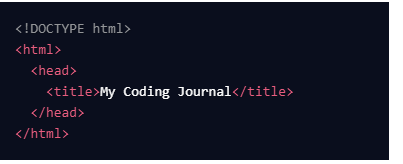 <!DOCTYPE html>
<html>
  <head>
    <title>My Coding Journal</title>
  </head>
</html>